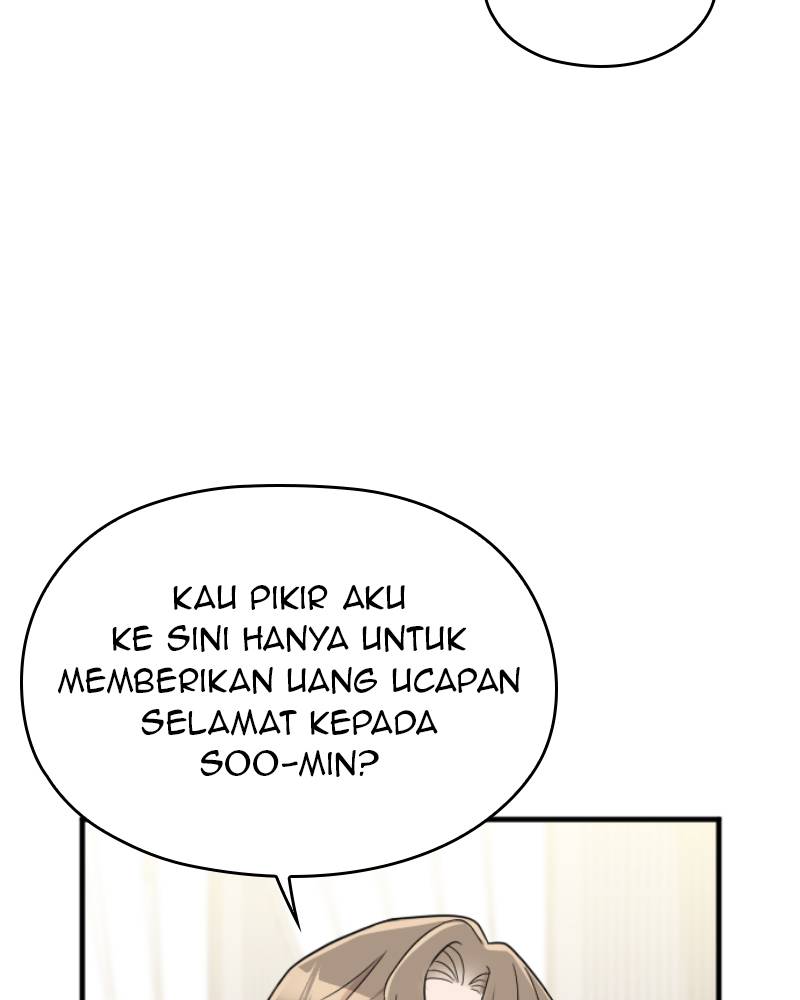 KAU PIKIR AKU
KE SINI HANYA UNTUK
MEMBERIKAN UANG UCAPAN
SELAMAT KEPADA
SOO-MIN?